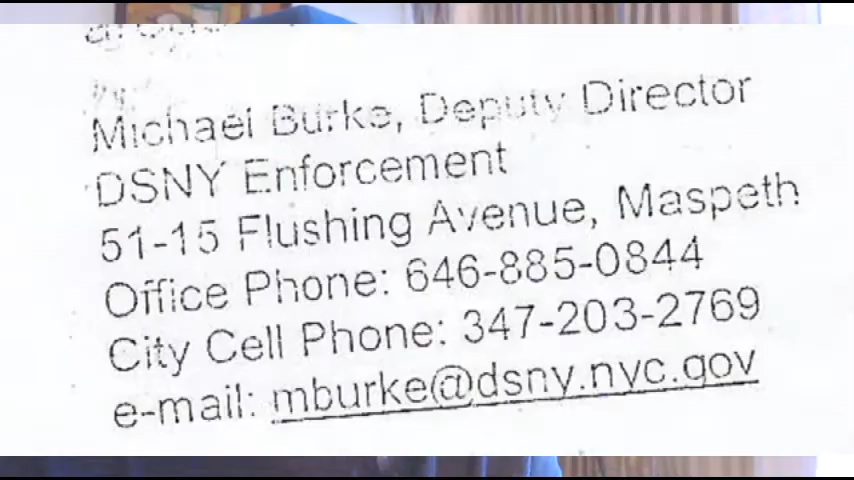 Michael Burke, Deputy Director
DSNY Enforcement
51-15 Flushing Avenue, Maspeth
Office Phone: 646-885-0844
City Cell Phone: 347-203-2769
e-mail: mburke@dsny.nyc.gov